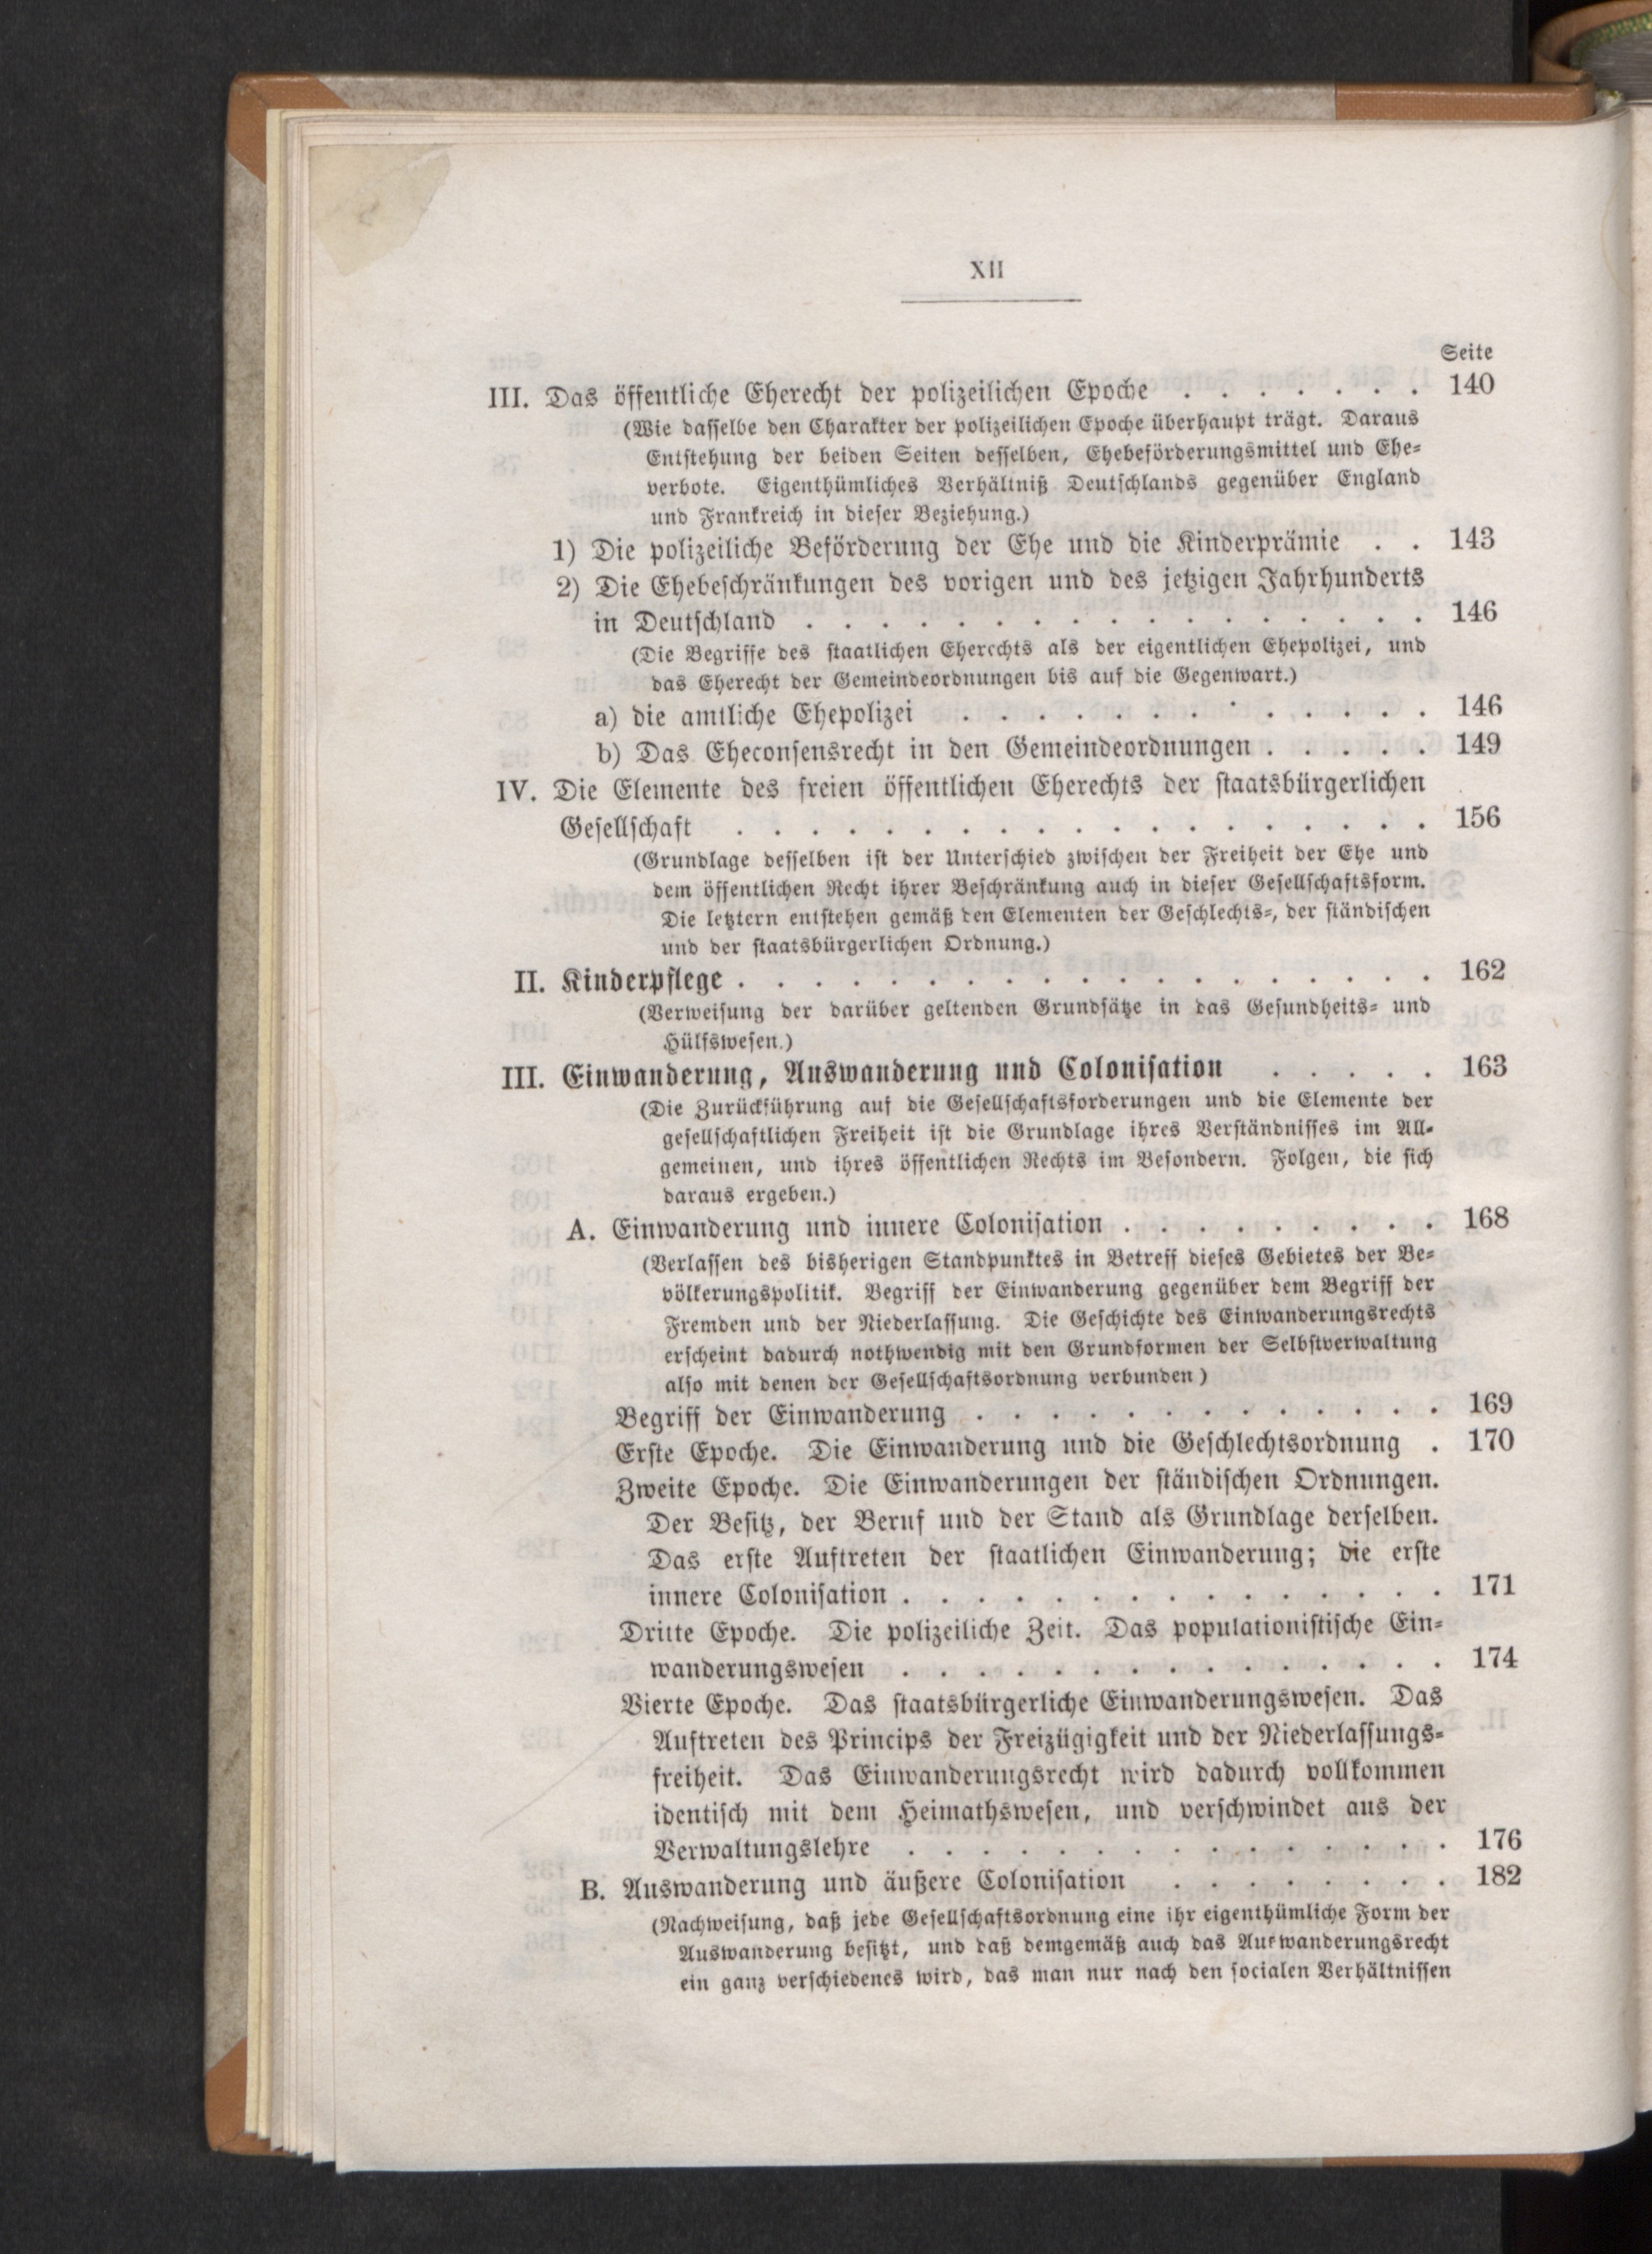 XII
Seite
III. Das öffentliche Eherecht der polizeilichen Epoche . . . . . . . 140
(Wie dasselbe den Charakter der polizeilichen Epoche überhaupt trägt. Daraus
Entstehung der beiden Seiten desselben, Ehebeförderungsmittel und Ehe-
verbote. Eigenthümliches Verhältniß Deutschlands gegenüber England
und Frankreich in dieser Beziehung.)
1) Die polizeiliche Beförderung der Ehe und die Kinderprämie . . 143
2) Die Ehebeschränkungen des vorigen und des jetzigen Jahrhunderts
in Deutschland . . . . . . . . . . . . . . . . . 146
(Die Begriffe des staatlichen Eherechts als der eigentlichen Ehepolizei, und
das Eherecht der Gemeindeordnungen bis auf die Gegenwart.)
a) die amtliche Ehepolizei . . . . . . . . . . . . . 146
b) Das Eheconsensrecht in den Gemeindeordnungen . . . . . 149
IV. Die Elemente des freien öffentlichen Eherechts der staatsbürgerlichen
Gesellschaft . . . . . . . . . . . . . . . . . . . 156
(Grundlage desselben ist der Unterschied zwischen der Freiheit der Ehe und
dem öffentlichen Recht ihrer Beschränkung auch in dieser Gesellschaftsform.
Die letztern entstehen gemäß den Elementen der Geschlechts-, der ständischen
und der staatsbürgerlichen Ordnung.)
II. Kinderpflege . . . . . . . . . . . . . . . . . . . 162
(Verweisung der darüber geltenden Grundsätze in das Gesundheits- und
Hülfswesen.)
III. Einwanderung, Auswanderung und Colonisation . . . . . 163
(Die Zurückführung auf die Gesellschaftsforderungen und die Elemente der
gesellschaftlichen Freiheit ist die Grundlage ihres Verständnisses im All-
gemeinen, und ihres öffentlichen Rechts im Besondern. Folgen, die sich
daraus ergeben.)
A. Einwanderung und innere Colonisation . . . . . . . . . 168
(Verlassen des bisherigen Standpunktes in Betreff dieses Gebietes der Be-
völkerungspolitik. Begriff der Einwanderung gegenüber dem Begriff der
Fremden und der Niederlassung. Die Geschichte des Einwanderungsrechts
erscheint dadurch nothwendig mit den Grundformen der Selbstverwaltung
also mit denen der Gesellschaftsordnung verbunden)
Begriff der Einwanderung . . . . . . . . . . . . . 169
Erste Epoche. Die Einwanderung und die Geschlechtsordnung . 170
Zweite Epoche. Die Einwanderungen der ständischen Ordnungen.
Der Besitz, der Beruf und der Stand als Grundlage derselben.
Das erste Auftreten der staatlichen Einwanderung; die erste
innere Colonisation . . . . . . . . . . . . . . . 171
Dritte Epoche. Die polizeiliche Zeit. Das populationistische Ein-
wanderungswesen . . . . . . . . . . . . . . . 174
Vierte Epoche. Das staatsbürgerliche Einwanderungswesen. Das
Auftreten des Princips der Freizügigkeit und der Niederlassungs-
freiheit. Das Einwanderungsrecht wird dadurch vollkommen
identisch mit dem Heimathswesen, und verschwindet aus der
Verwaltungslehre . . . . . . . . . . . . . . . 176
B. Auswanderung und äußere Colonisation . . . . . . . . 182
(Nachweisung, daß jede Gesellschaftsordnung eine ihr eigenthümliche Form der
Auswanderung besitzt, und daß demgemäß auch das Auswanderungsrecht
ein ganz verschiedenes wird, das man nur nach den socialen Verhältnissen